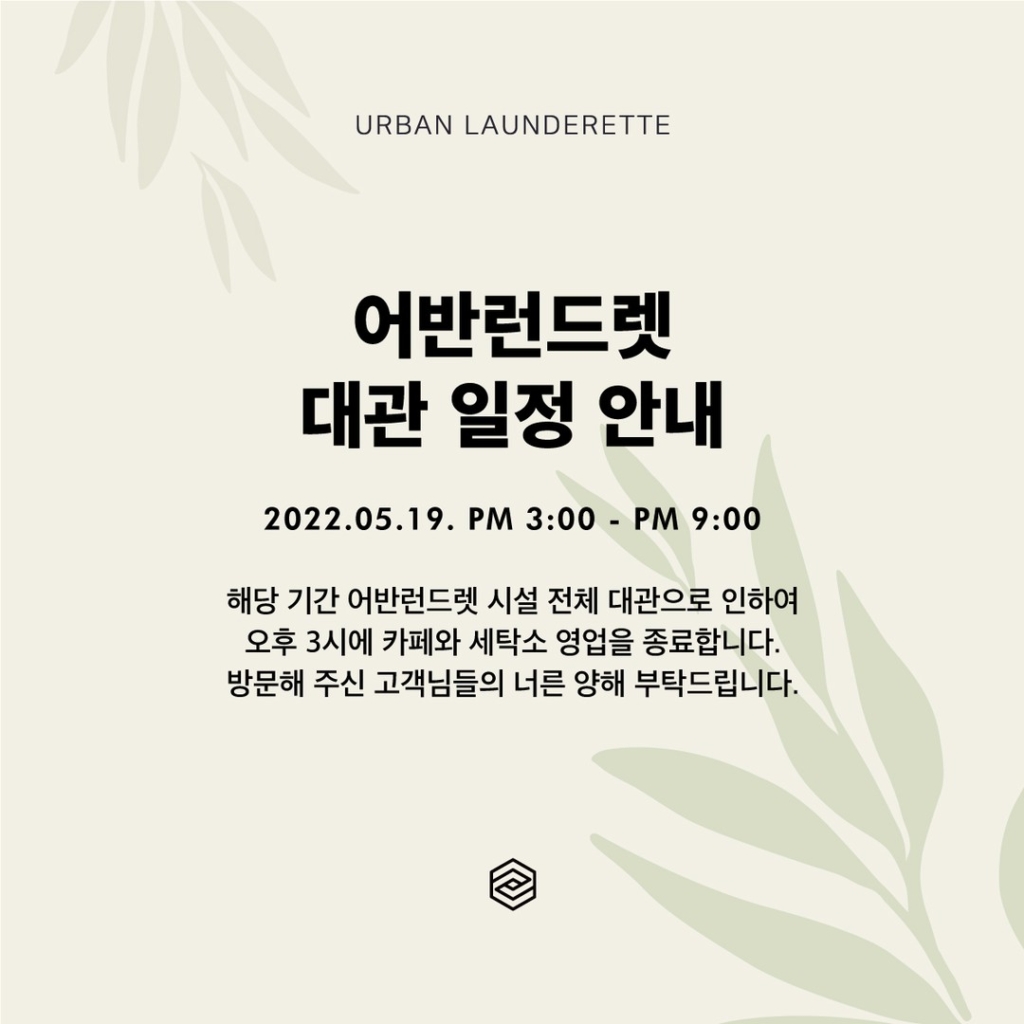 URBAN LAUNDERETTE
어반런드렛
대관 일정 안내
2022.05.19. PM 3:00 - PM 9:00
해당 기간 어반런드렛 시설 전체 대관으로 인하여
오후 3시에 카페와 세탁소 영업을 종료합니다.
방문해 주신 고객님들의 너른 양해 부탁드립니다.